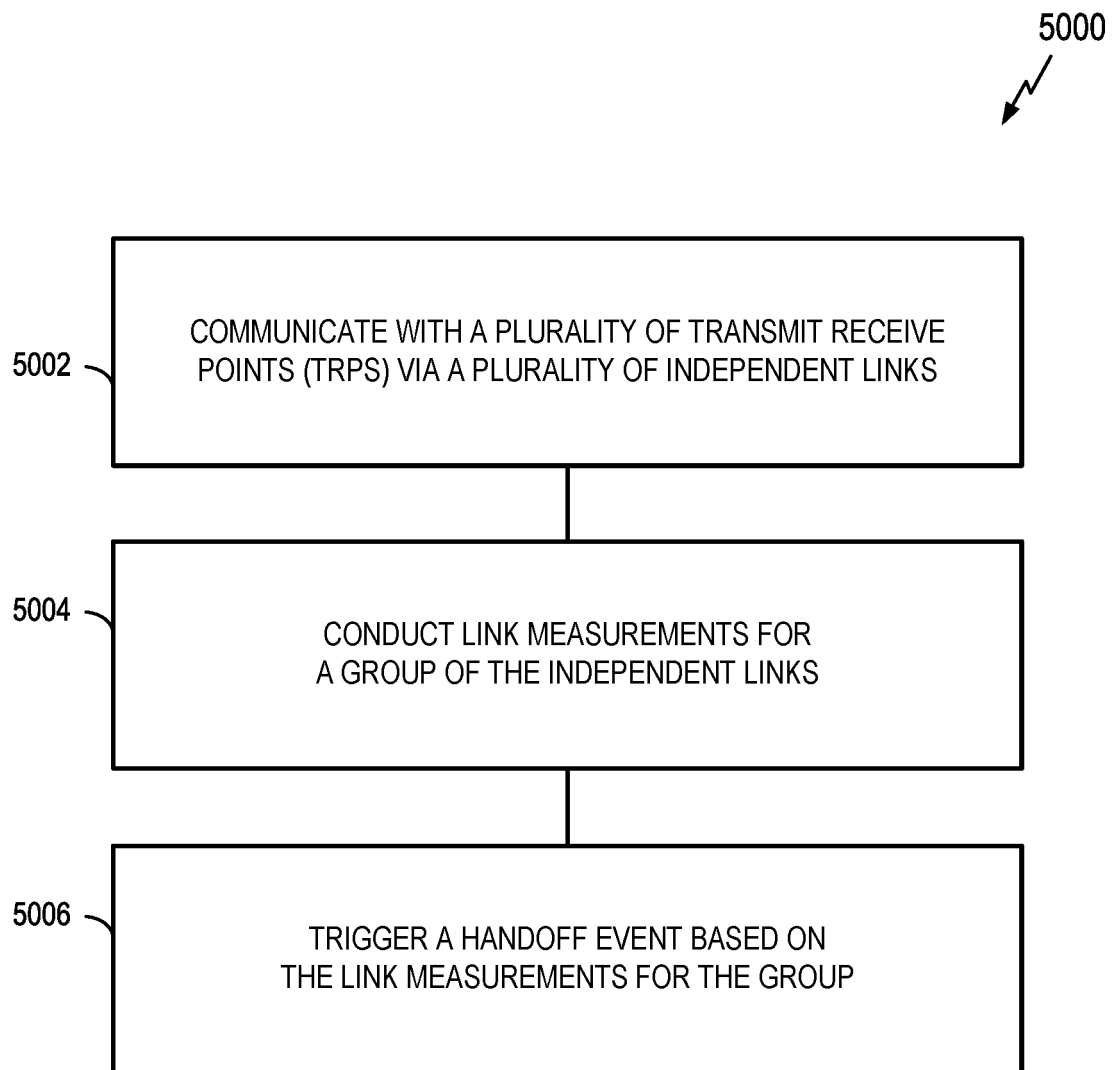 5000
5002
COMMUNICATE WITH A PLURALITY OF TRANSMIT RECEIVE
POINTS (TRPS) VIA A PLURALITY OF INDEPENDENT LINKS
5004
CONDUCT LINK MEASUREMENTS FOR
A GROUP OF THE INDEPENDENT LINKS
5006
TRIGGER A HANDOFF EVENT BASED ON
THE LINK MEASUREMENTS FOR THE GROUP